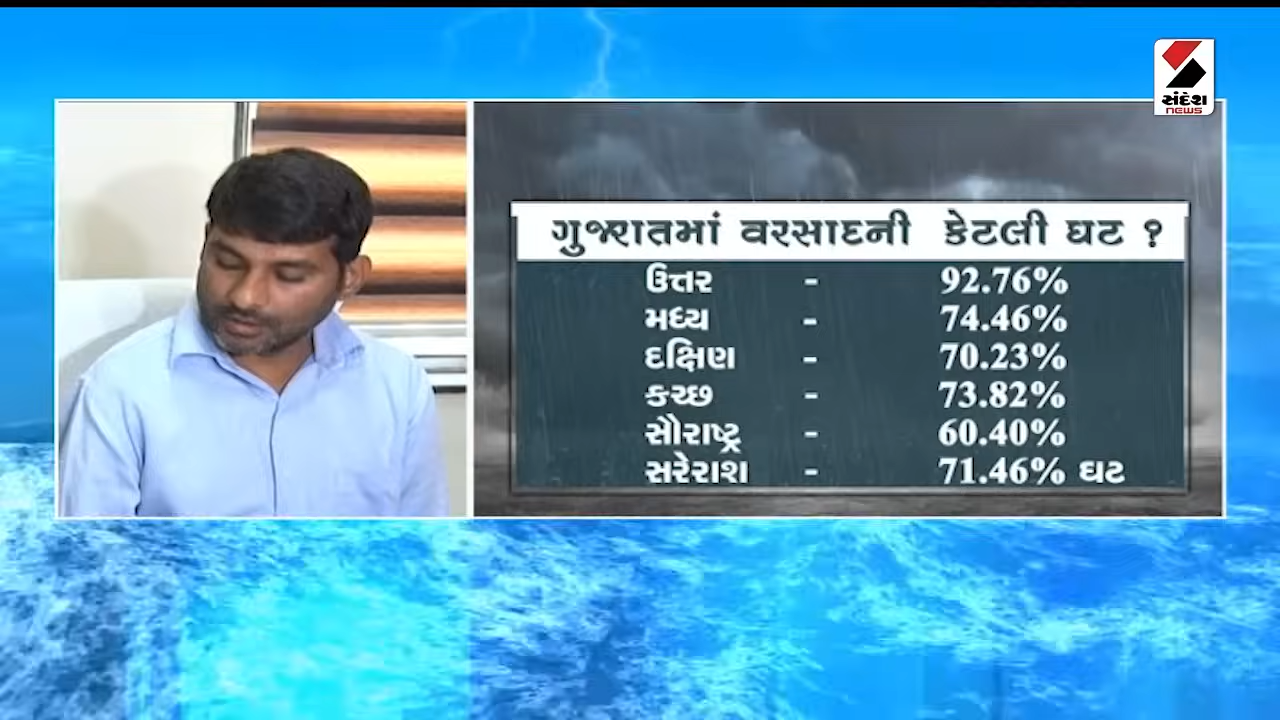 સંદેશ
NEWS
ગુજરાતમાં વરસાદની કેટલી ઘટ ?
ઉત્તર - 92.76%
મધ્ય - 74.46%
દક્ષિણ - 70.23%
કચ્છ - 73.82%
સૌરાષ્ટ્ર - 60.40%
સરેરાશ - 71.46% ઘટ